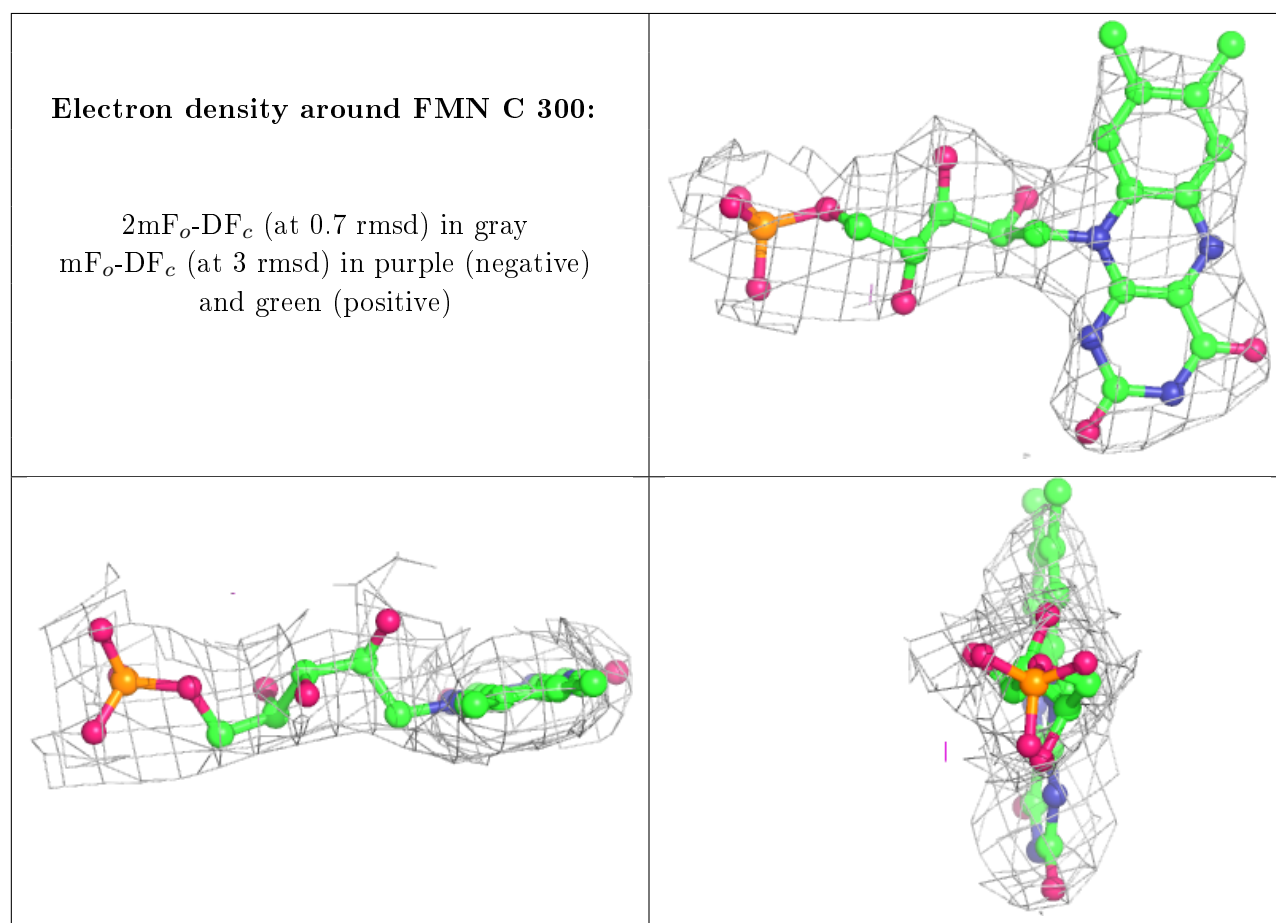 Electron density around FMN C 300:
2mFo-DFc (at 0.7 rmsd) in gray
mFo-DFc (at 3 rmsd) in purple (negative)
and green (positive)